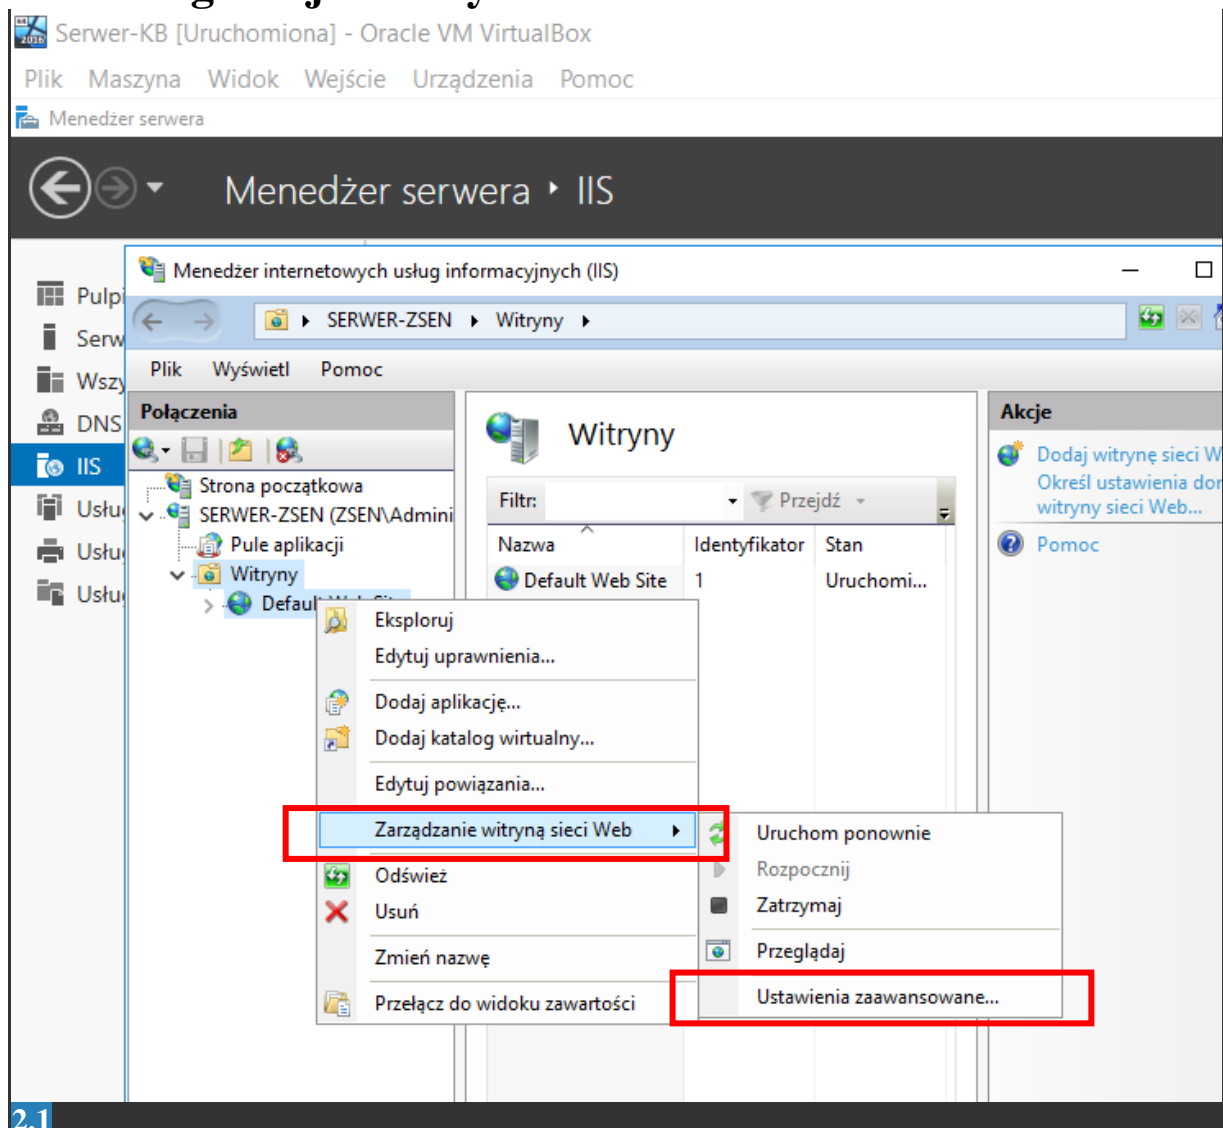 Serwer-KB [Uruchomiona] - Oracle VM VirtualBox
Plik Maszyna Widok Wejście Urządzenia Pomoc
Menedżer serwera
Menedżer serwera IIS
Menedżer internetowych usług informacyjnych (IIS)
SERWER-ZSEN Witryny
Plik Wyświetl Pomoc
Pulpi
Serw
Wszy
DNS
IIS
Usłu
Usłu
Usłu
Połączenia
Strona początkowa
SERWER-ZSEN (ZSEN\Admini
Pule aplikacji
Witryny
Witryny
Filtr: Przejdź
Nazwa Identyfikator Stan
Default Web Site 1 Uruchomi...
Akcje
Dodaj witrynę sieci W
Określ ustawienia dor
witryny sieci Web...
Pomoc
Eksploruj
Edytuj uprawnienia...
Dodaj aplikację...
Dodaj katalog wirtualny...
Edytuj powiązania...
Zarządzanie witryną sieci Web
Odśwież
Usuń
Zmień nazwę
Przełącz do widoku zawartości
Uruchom ponownie
Rozpocznij
Zatrzymaj
Przeglądaj
Ustawienia zaawansowane...
2.1